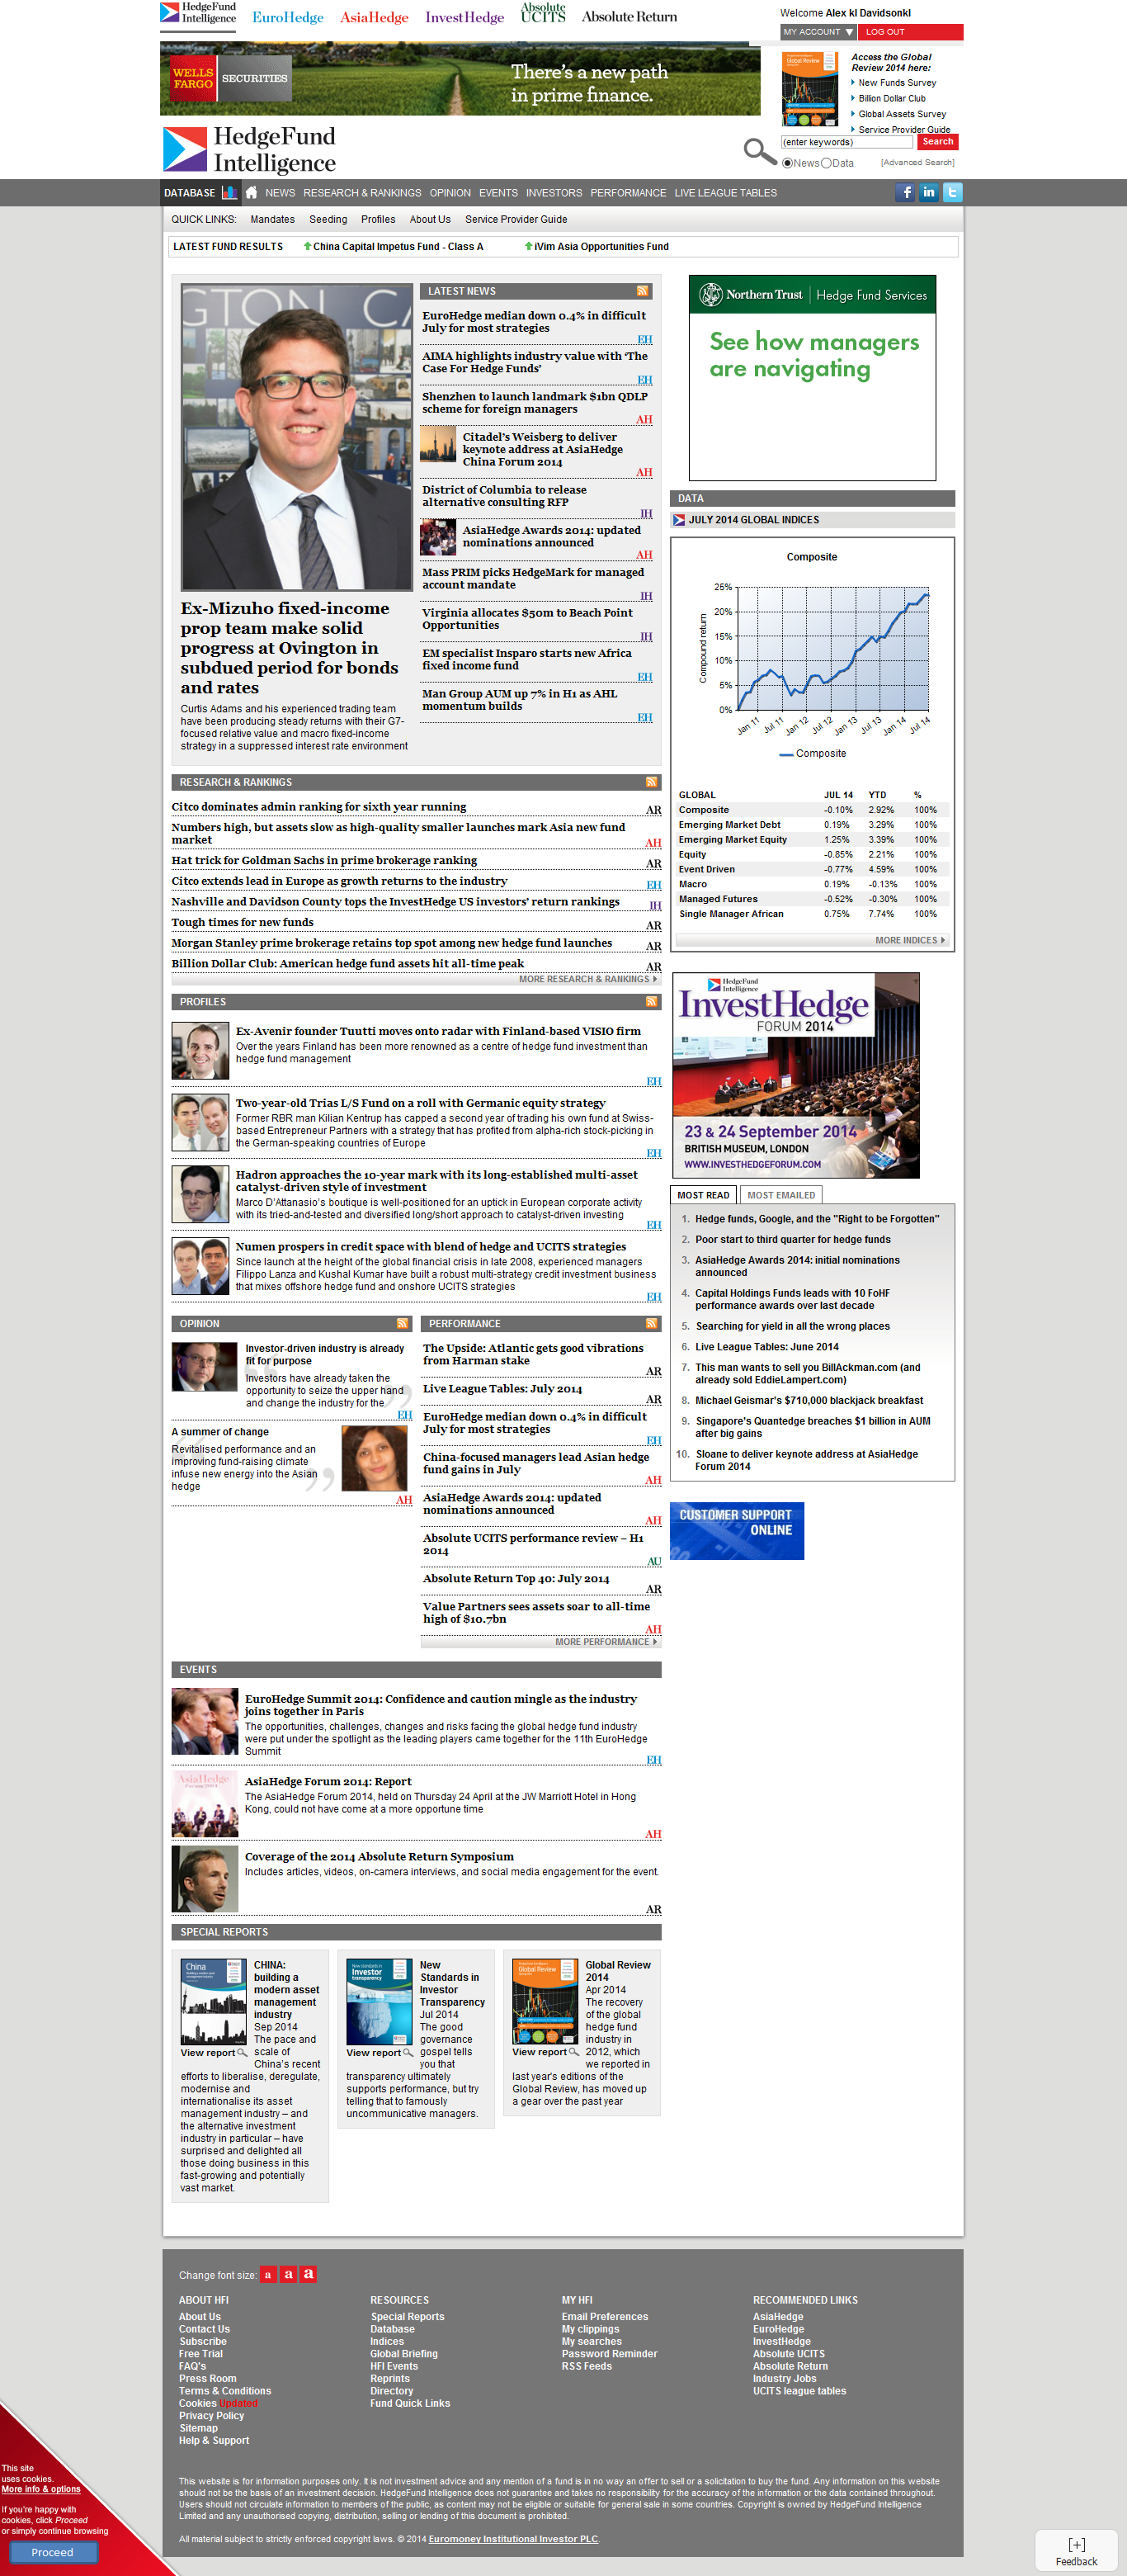 HedgeFund
Intelligence
EuroHedge
AsiaHedge
InvestHedge
Absolute
UCITS
Absolute Return
Welcome Alex kl Davidsonkl
MY ACCOUNT
LOG OUT
WELLS
FARGO
SECURITIES
There's a new path
in prime finance.
Access the Global
Review 2014 here:
New Funds Survey
Billion Dollar Club
Global Assets Survey
Service Provider Guide
HedgeFund
Intelligence
(enter keywords)
Search
News Data
[Advanced Search]
DATABASE
NEWS RESEARCH & RANKINGS OPINION EVENTS INVESTORS PERFORMANCE LIVE LEAGUE TABLES
QUICK LINKS: Mandates Seeding Profiles About Us Service Provider Guide
LATEST FUND RESULTS China Capital Impetus Fund - Class A iVim Asia Opportunities Fund
GTON CA
Ex-Mizuho fixed-income
prop team make solid
progress at Ovington in
subdued period for bonds
and rates
Curtis Adams and his experienced trading team
have been producing steady returns with their G7-
focused relative value and macro fixed-income
strategy in a suppressed interest rate environment
LATEST NEWS
EuroHedge median down 0.4% in difficult
July for most strategies
EH
AIMA highlights industry value with ‘The
Case For Hedge Funds’
EH
Shenzhen to launch landmark $1bn QDLP
scheme for foreign managers
AH
Citadel’s Weisberg to deliver
keynote address at AsiaHedge
China Forum 2014
AH
District of Columbia to release
alternative consulting RFP
IH
AsiaHedge Awards 2014: updated
nominations announced
AH
Mass PRIM picks HedgeMark for managed
account mandate
IH
Virginia allocates $50m to Beach Point
Opportunities
IH
EM specialist Insparo starts new Africa
fixed income fund
EH
Man Group AUM up 7% in H1 as AHL
momentum builds
EH
Northern Trust | Hedge Fund Services
See how managers
are navigating
DATA
JULY 2014 GLOBAL INDICES
Composite
Compound return
25%
20%
15%
10%
5%
0%
Jan 11 Jul 11 Jan 12 Jul 12 Jan 13 Jul 13 Jan 14 Jul 14
Composite
GLOBAL JUL 14 YTD %
Composite -0.10% 2.92% 100%
Emerging Market Debt 0.19% 3.29% 100%
Emerging Market Equity 1.25% 3.39% 100%
Equity -0.85% 2.21% 100%
Event Driven -0.77% 4.59% 100%
Macro 0.19% -0.13% 100%
Managed Futures -0.52% -0.30% 100%
Single Manager African 0.75% 7.74% 100%
MORE INDICES
RESEARCH & RANKINGS
Citco dominates admin ranking for sixth year running
AR
Numbers high, but assets slow as high-quality smaller launches mark Asia new fund
market
AH
Hat trick for Goldman Sachs in prime brokerage ranking
AR
Citco extends lead in Europe as growth returns to the industry
EH
Nashville and Davidson County tops the InvestHedge US investors’ return rankings
IH
Tough times for new funds
AR
Morgan Stanley prime brokerage retains top spot among new hedge fund launches
AR
Billion Dollar Club: American hedge fund assets hit all-time peak
AR
MORE RESEARCH & RANKINGS
PROFILES
Ex-Avenir founder Tuutti moves onto radar with Finland-based VISIO firm
Over the years Finland has been more renowned as a centre of hedge fund investment than
hedge fund management
EH
Two-year-old Trias L/S Fund on a roll with Germanic equity strategy
Former RBR man Kilian Kentrup has capped a second year of trading his own fund at Swiss-
based Entrepreneur Partners with a strategy that has profited from alpha-rich stock-picking in
the German-speaking countries of Europe
EH
Hadron approaches the 10-year mark with its long-established multi-asset
catalyst-driven style of investment
Marco D’Attanasio’s boutique is well-positioned for an uptick in European corporate activity
with its tried-and-tested and diversified long/short approach to catalyst-driven investing
EH
Numen prospers in credit space with blend of hedge and UCITS strategies
Since launch at the height of the global financial crisis in late 2008, experienced managers
Filippo Lanza and Kushal Kumar have built a robust multi-strategy credit investment business
that mixes offshore hedge fund and onshore UCITS strategies
EH
HedgeFund
Intelligence
InvestHedge
FORUM 2014
23 & 24 September 2014
BRITISH MUSEUM, LONDON
WWW.INVESTHEDGEFORUM.COM
MOST READ
MOST EMAILED
1. Hedge funds, Google, and the "Right to be Forgotten"
2. Poor start to third quarter for hedge funds
3. AsiaHedge Awards 2014: initial nominations
announced
4. Capital Holdings Funds leads with 10 FoHF
performance awards over last decade
5. Searching for yield in all the wrong places
6. Live League Tables: June 2014
7. This man wants to sell you BillAckman.com (and
already sold EddieLampert.com)
8. Michael Geismar’s $710,000 blackjack breakfast
9. Singapore’s Quantedge breaches $1 billion in AUM
after big gains
10. Sloane to deliver keynote address at AsiaHedge
Forum 2014
CUSTOMER SUPPORT
ONLINE
OPINION
Investor-driven industry is already
fit for purpose
Investors have already taken the
opportunity to seize the upper hand
and change the industry for the
EH
A summer of change
Revitalised performance and an
improving fund-raising climate
infuse new energy into the Asian
hedge
AH
PERFORMANCE
The Upside: Atlantic gets good vibrations
from Harman stake
AR
Live League Tables: July 2014
AR
EuroHedge median down 0.4% in difficult
July for most strategies
EH
China-focused managers lead Asian hedge
fund gains in July
AH
AsiaHedge Awards 2014: updated
nominations announced
AH
Absolute UCITS performance review – H1
2014
AU
Absolute Return Top 40: July 2014
AR
Value Partners sees assets soar to all-time
high of $10.7bn
AH
MORE PERFORMANCE
EVENTS
EuroHedge Summit 2014: Confidence and caution mingle as the industry
joins together in Paris
The opportunities, challenges, changes and risks facing the global hedge fund industry
were put under the spotlight as the leading players came together for the 11th EuroHedge
Summit
EH
AsiaHedge
AsiaHedge Forum 2014: Report
The AsiaHedge Forum 2014, held on Thursday 24 April at the JW Marriott Hotel in Hong
Kong, could not have come at a more opportune time
AH
Coverage of the 2014 Absolute Return Symposium
Includes articles, videos, on-camera interviews, and social media engagement for the event.
AR
SPECIAL REPORTS
China
View report
CHINA:
building a
modern asset
management
industry
Sep 2014
The pace and
scale of
China’s recent
efforts to liberalise, deregulate,
modernise and
internationalise its asset
management industry – and
the alternative investment
industry in particular – have
surprised and delighted all
those doing business in this
fast-growing and potentially
vast market.
Investor
transparency
View report
New
Standards in
Investor
Transparency
Jul 2014
The good
governance
gospel tells
you that
transparency ultimately
supports performance, but try
telling that to famously
uncommunicative managers.
Global Review
View report
Global Review
2014
Apr 2014
The recovery
of the global
hedge fund
industry in
2012, which
we reported in
last year’s editions of the
Global Review, has moved up
a gear over the past year
Change font size: a a a
ABOUT HFI
About Us
Contact Us
Subscribe
Free Trial
FAQ's
Press Room
Terms & Conditions
Cookies Updated
Privacy Policy
Sitemap
Help & Support
RESOURCES
Special Reports
Database
Indices
Global Briefing
HFI Events
Reprints
Directory
Fund Quick Links
MY HFI
Email Preferences
My clippings
My searches
Password Reminder
RSS Feeds
RECOMMENDED LINKS
AsiaHedge
EuroHedge
InvestHedge
Absolute UCITS
Absolute Return
Industry Jobs
UCITS league tables
This website is for information purposes only. It is not investment advice and any mention of a fund is in no way an offer to sell or a solicitation to buy the fund. Any information on this website
should not be the basis of an investment decision. HedgeFund Intelligence does not guarantee and takes no responsibility for the accuracy of the information or the data contained throughout.
Users should not circulate information to members of the public, as content may not be eligible or suitable for general sale in some countries. Copyright is owned by HedgeFund Intelligence
Limited and any unauthorised copying, distribution, selling or lending of this document is prohibited.
All material subject to strictly enforced copyright laws. © 2014 Euromoney Institutional Investor PLC.
This site
uses cookies.
More info & options
If you're happy with
cookies, click Proceed
or simply continue browsing
Proceed
[+]
Feedback